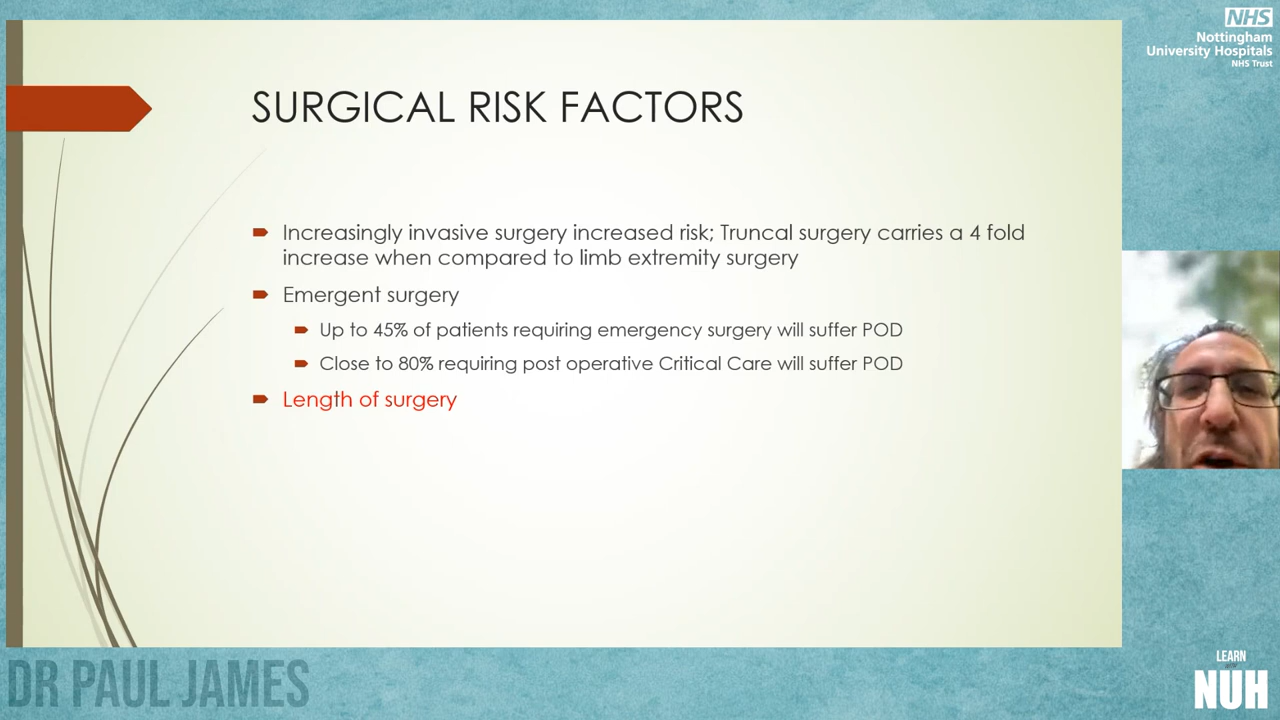 NHS
Nottingham
University Hospitals
NHS Trust
SURGICAL RISK FACTORS
Increasingly invasive surgery increased risk; Truncal surgery carries a 4 fold
increase when compared to limb extremity surgery
Emergent surgery
Up to 45% of patients requiring emergency surgery will suffer POD
Close to 80% requiring post operative Critical Care will suffer POD
Length of surgery
DR PAUL JAMES
LEARN
NUH